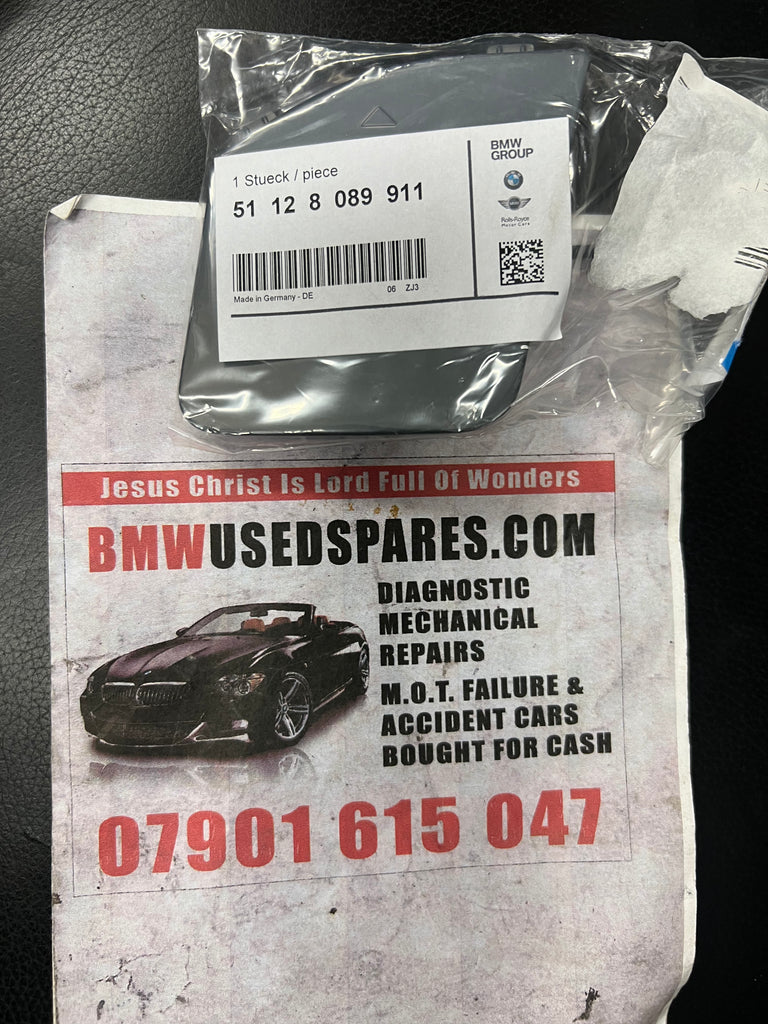 1 Stueck / piece
51 12 8 089 911
Made in Germany - DE
06 ZJ3
BMW
GROUP
Rolls-Royce
Motor Cars
Jesus Christ Is Lord Full Of Wonders
BMWUSEDSPARES.COM
DIAGNOSTIC
MECHANICAL
REPAIRS
M.O.T. FAILURE &
ACCIDENT CARS
BOUGHT FOR CASH
07901 615 047